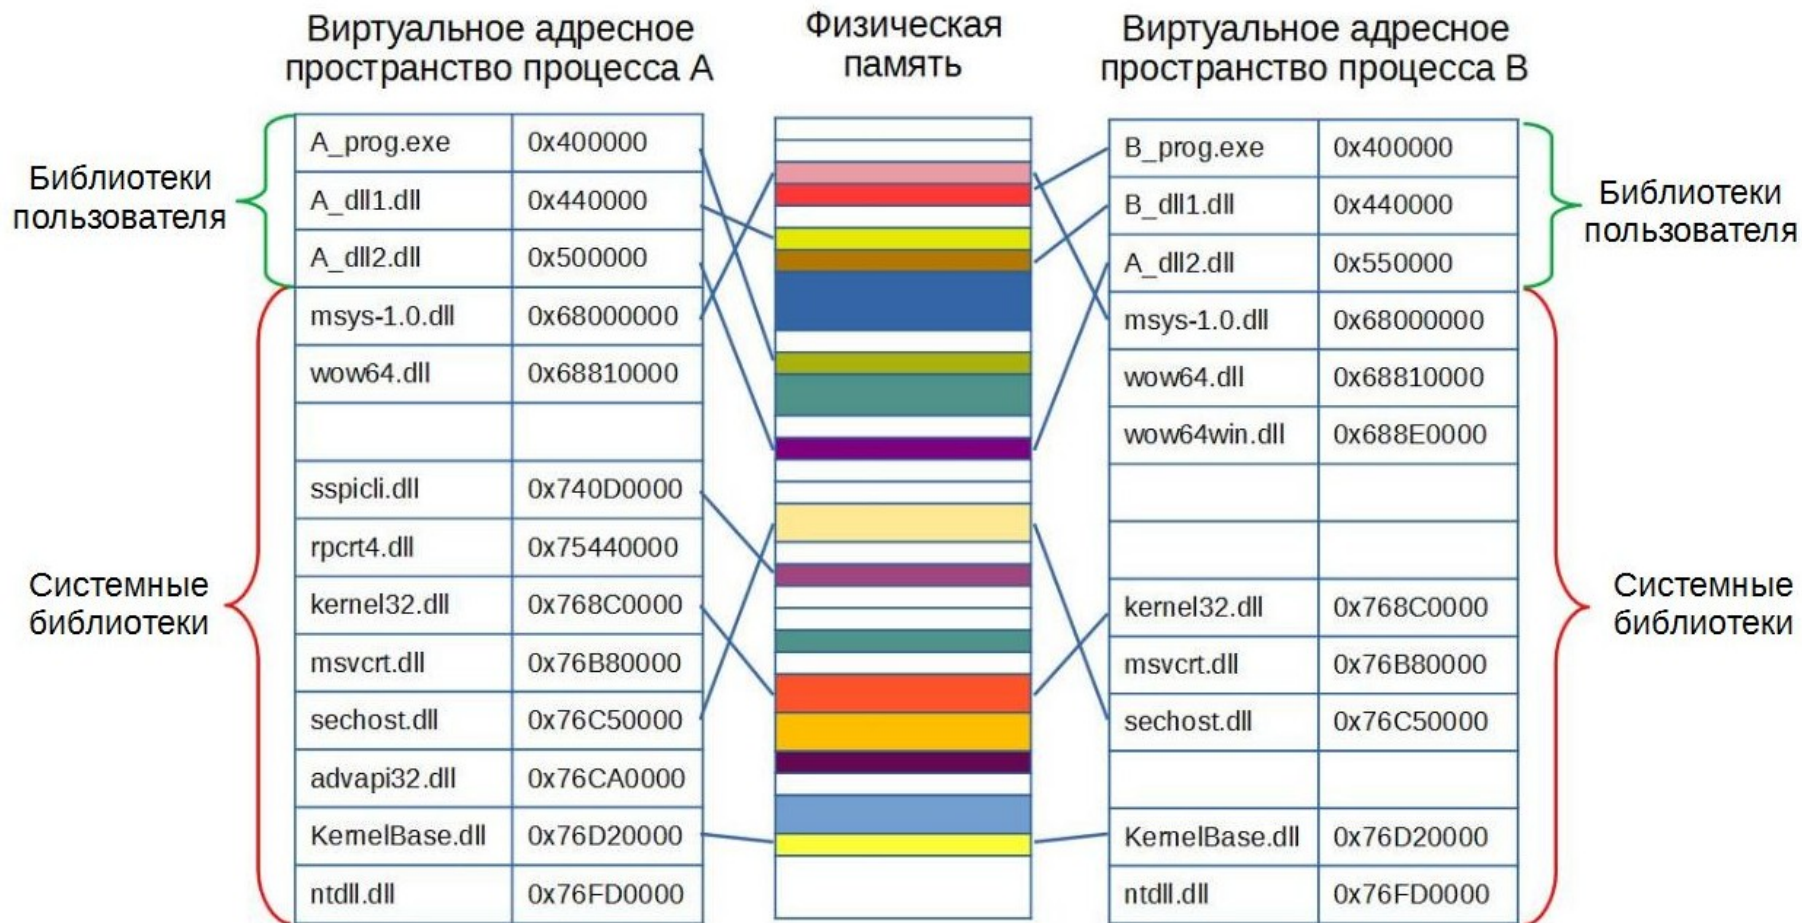 Виртуальное адресное
пространство процесса A
Физическая
память
Виртуальное адресное
пространство процесса B
Библиотеки
пользователя
Системные
библиотеки
A_prog.exe 0x400000
A_dll1.dll 0x440000
A_dll2.dll 0x500000
msys-1.0.dll 0x68000000
wow64.dll 0x68810000
sspicli.dll 0x740D0000
rpcrt4.dll 0x75440000
kernel32.dll 0x768C0000
msvcrt.dll 0x76B80000
sechost.dll 0x76C50000
advapi32.dll 0x76CA0000
KernelBase.dll 0x76D20000
ntdll.dll 0x76FD0000
B_prog.exe 0x400000
B_dll1.dll 0x440000
A_dll2.dll 0x550000
msys-1.0.dll 0x68000000
wow64.dll 0x68810000
wow64win.dll 0x688E0000
kernel32.dll 0x768C0000
msvcrt.dll 0x76B80000
sechost.dll 0x76C50000
KernelBase.dll 0x76D20000
ntdll.dll 0x76FD0000
Библиотеки
пользователя
Системные
библиотеки